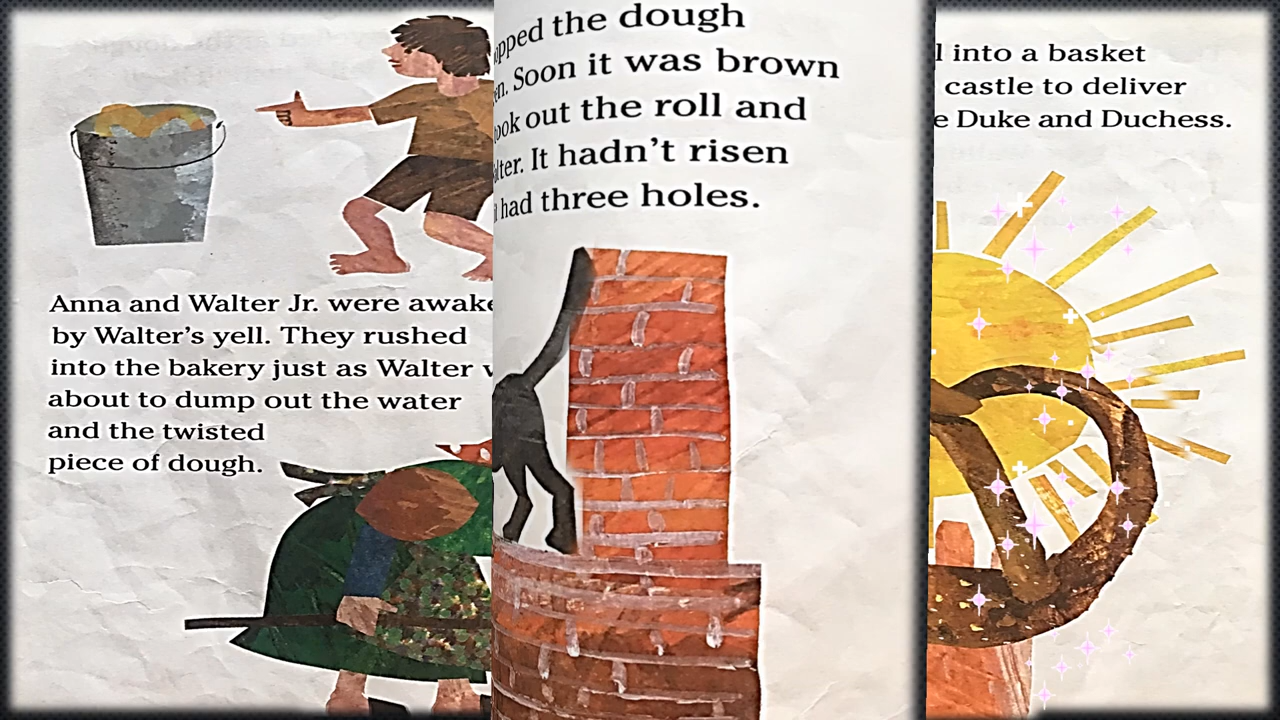 Anna and Walter Jr. were awake
by Walter's yell. They rushed
into the bakery just as Walter
about to dump out the water
and the twisted
piece of dough.
the dough
Soon it was brown
out the roll and
It hadn't risen
had three holes.
into a basket
castle to deliver
Duke and Duchess.